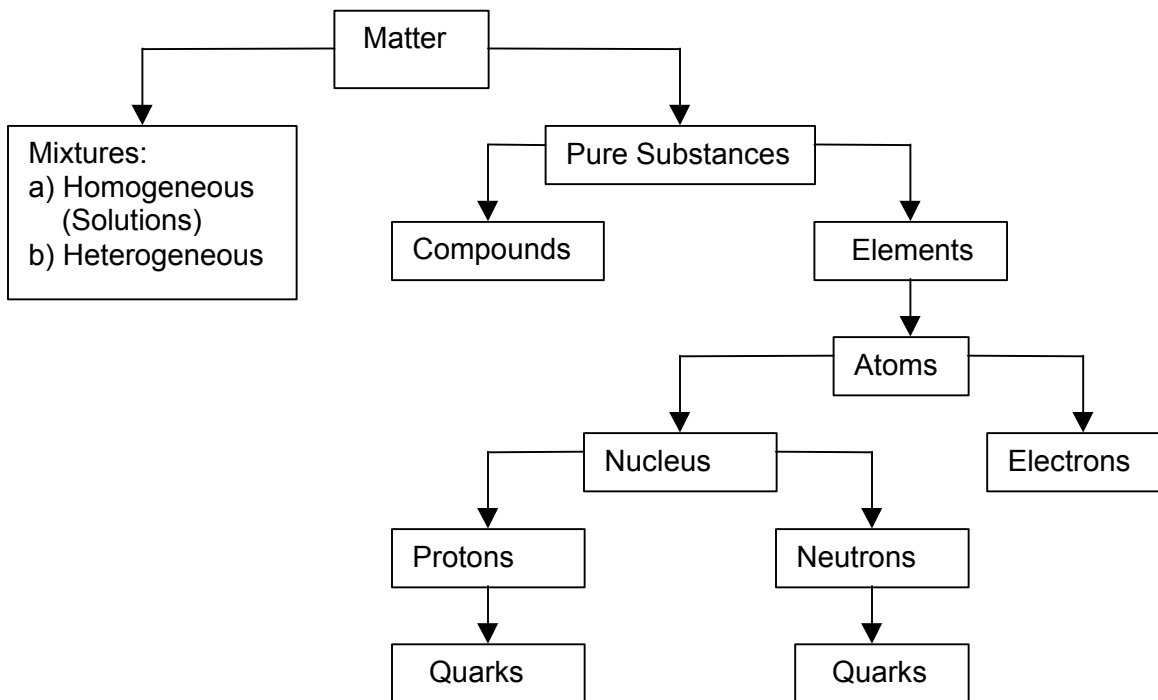 Matter
Mixtures:
a) Homogeneous
(Solutions)
b) Heterogeneous
Pure Substances
Compounds
Elements
Atoms
Nucleus
Electrons
Protons
Neutrons
Quarks
Quarks